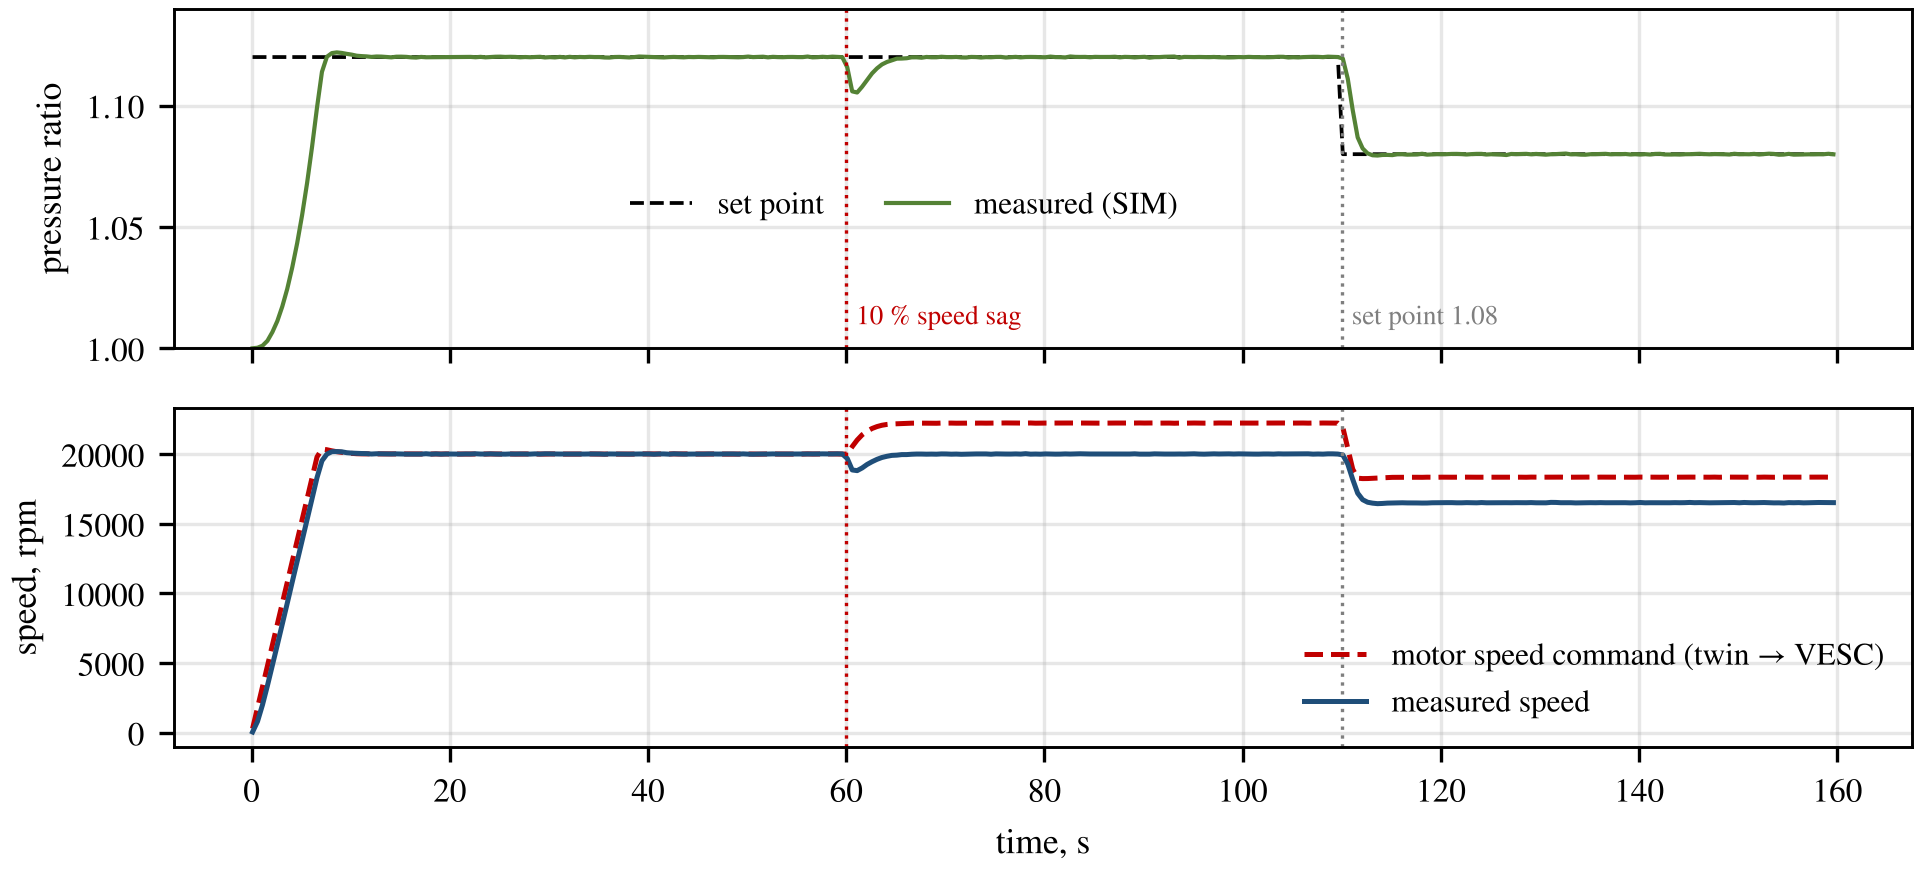 pressure ratio
1.10
1.05
1.00
set point
measured (SIM)
10 % speed sag
set point 1.08
speed, rpm
20000
15000
10000
5000
0
motor speed command (twin → VESC)
measured speed
0 20 40 60 80 100 120 140 160
time, s